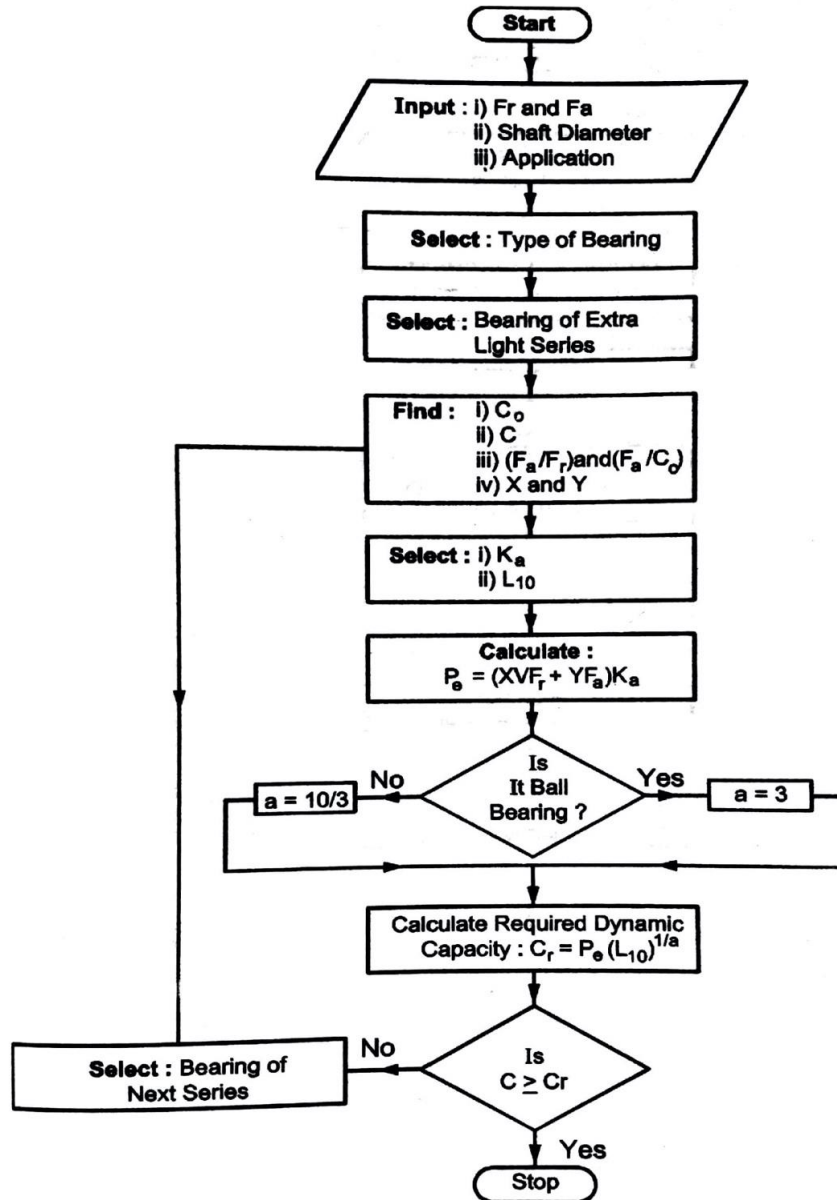 Start
Input : i) Fr and Fa
ii) Shaft Diameter
iii) Application
Select : Type of Bearing
Select : Bearing of Extra
Light Series
Find : i) C₀
ii) C
iii) (Fₐ/Fᵣ)and(Fₐ/C₀)
iv) X and Y
Select : i) Kₐ
ii) L₁₀
Calculate :
Pₑ = (XVFᵣ + YFₐ)Kₐ
Is
It Ball
Bearing ?
No
Yes
a = 10/3
a = 3
Calculate Required Dynamic
Capacity : Cᵣ = Pₑ (L₁₀)^1/a
Is
C ≥ Cr
No
Select : Bearing of
Next Series
Yes
Stop